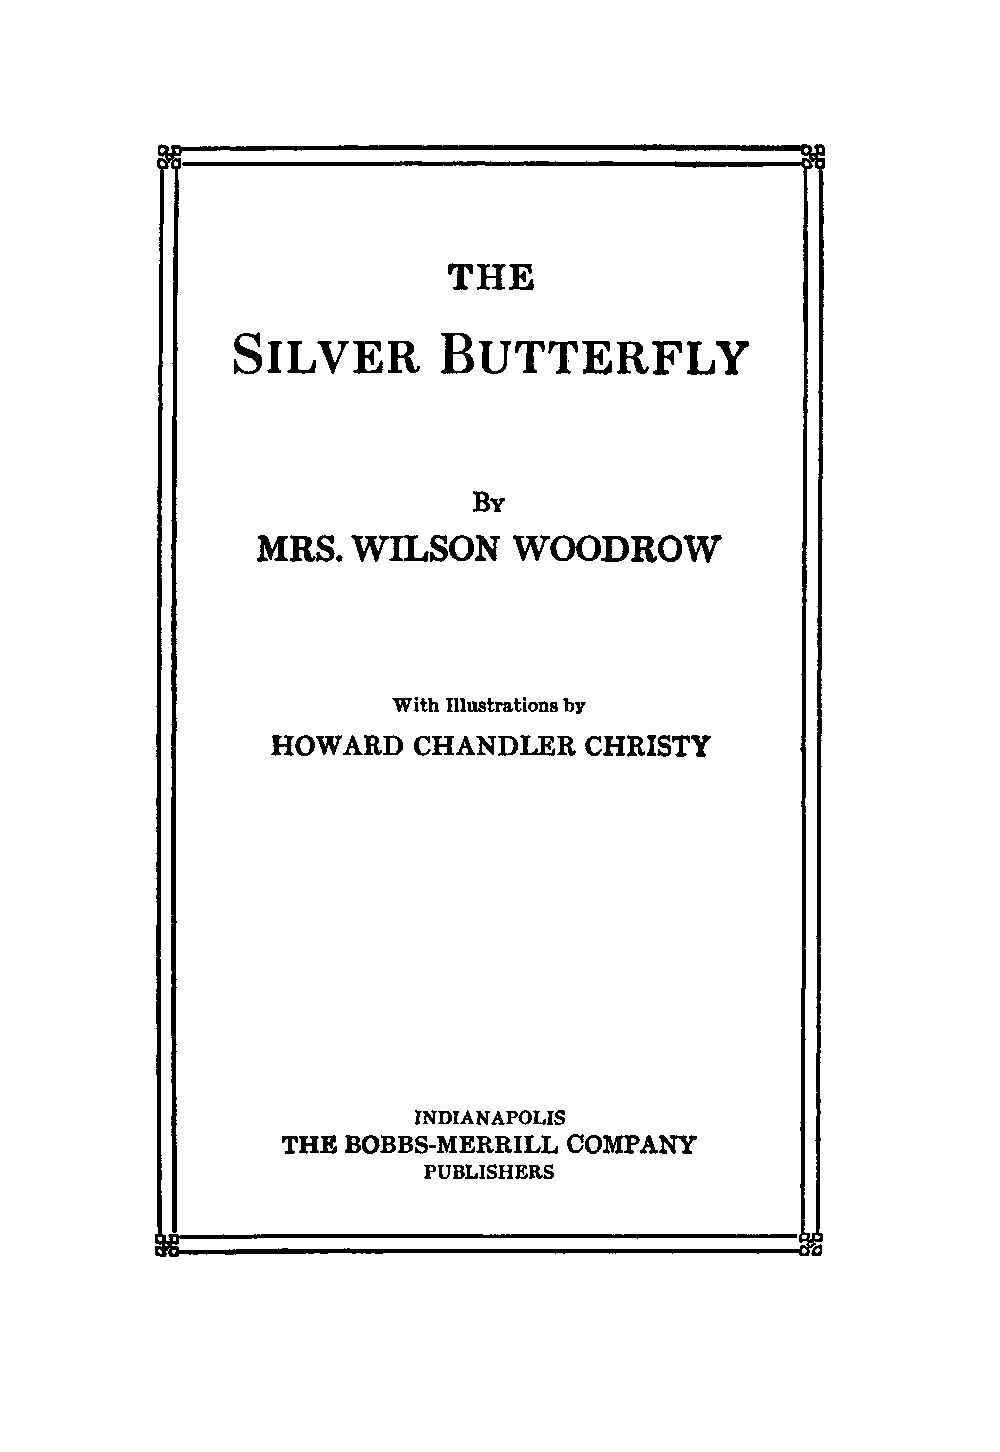 THE
SILVER BUTTERFLY
BY
MRS. WILSON WOODROW
With Illustrations by
HOWARD CHANDLER CHRISTY
INDIANAPOLIS
THE BOBBS-MERRILL COMPANY
PUBLISHERS